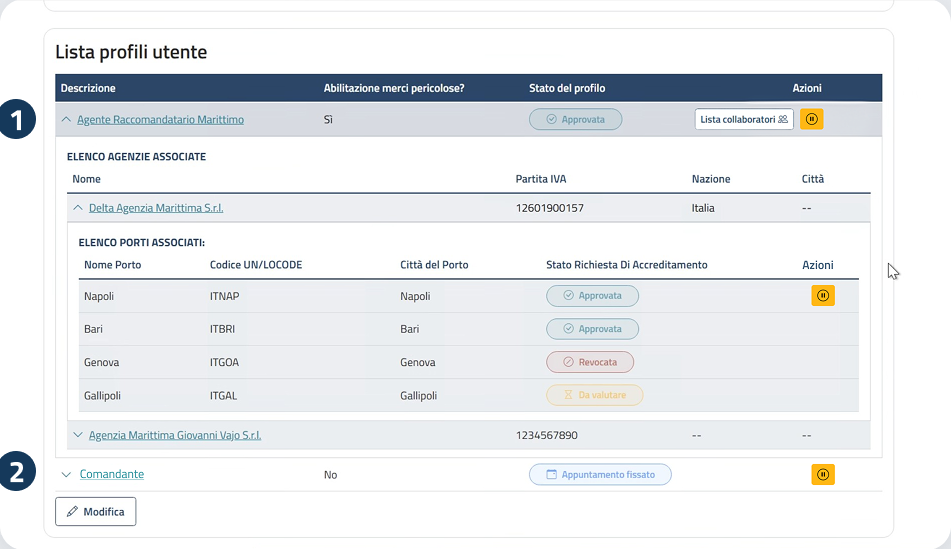 Lista profili utente
Descrizione Abilitazione merci pericolose? Stato del profilo Azioni
1 Agente Raccomandatario Marittimo Sì Approvata Lista collaboratori
ELENCO AGENZIE ASSOCIATE
Nome Partita IVA Nazione Città
Delta Agenzia Marittima S.r.l. 12601900157 Italia --
ELENCO PORTI ASSOCIATI:
Nome Porto Codice UN/LOCODE Città del Porto Stato Richiesta Di Accreditamento Azioni
Napoli ITNAP Napoli Approvata
Bari ITBRI Bari Approvata
Genova ITGOA Genova Revocata
Gallipoli ITGAL Gallipoli Da valutare
Agenzia Marittima Giovanni Vajo S.r.l. 1234567890 -- --
2 Comandante No Appuntamento fissato
Modifica